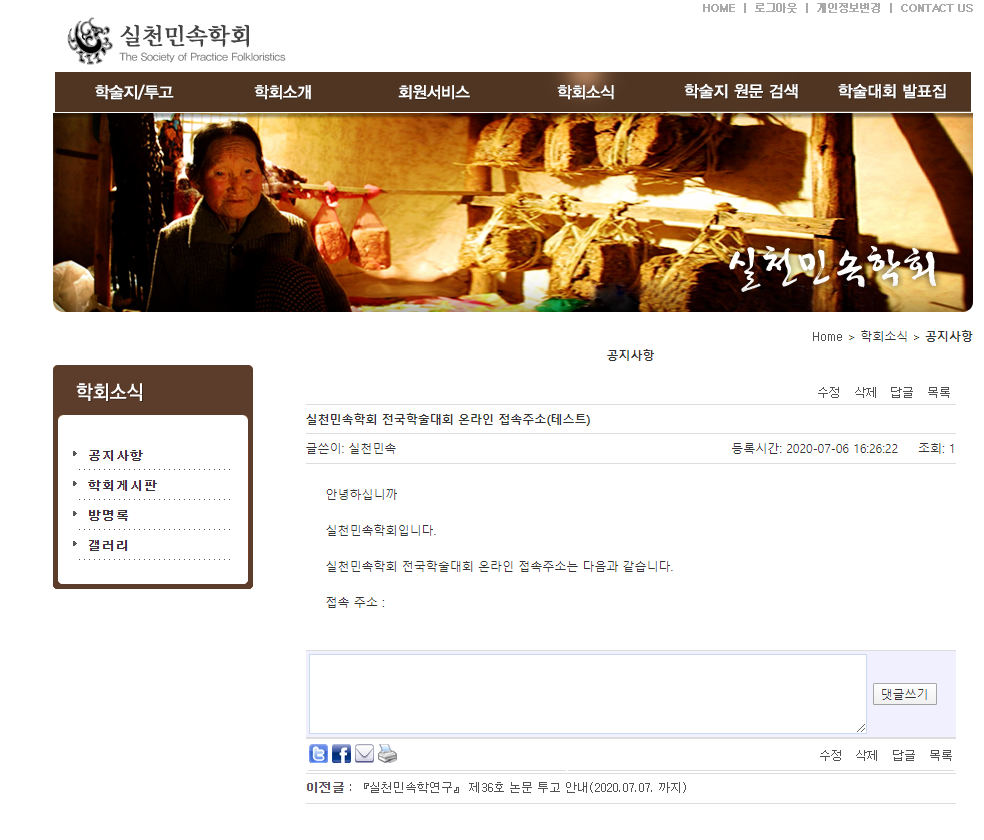 HOME | 로그아웃 | 개인정보변경 | CONTACT US
실천민속학회
The Society of Practice Folkloristics
학술지/투고 학회소개 회원서비스 학회소식 학술지 원문 검색 학술대회 발표집
실천민속학회
Home > 학회소식 > 공지사항
공지사항
학회소식
공지사항
학회게시판
방명록
갤러리
수정 삭제 답글 목록
실천민속학회 전국학술대회 온라인 접속주소(테스트)
글쓴이: 실천민속 등록시간: 2020-07-06 16:26:22 조회: 1
안녕하십니까
실천민속학회입니다.
실천민속학회 전국학술대회 온라인 접속주소는 다음과 같습니다.
접속 주소 :
댓글쓰기
수정 삭제 답글 목록
이전글 : 『실천민속학연구』 제36호 논문 투고 안내(2020.07.07. 까지)